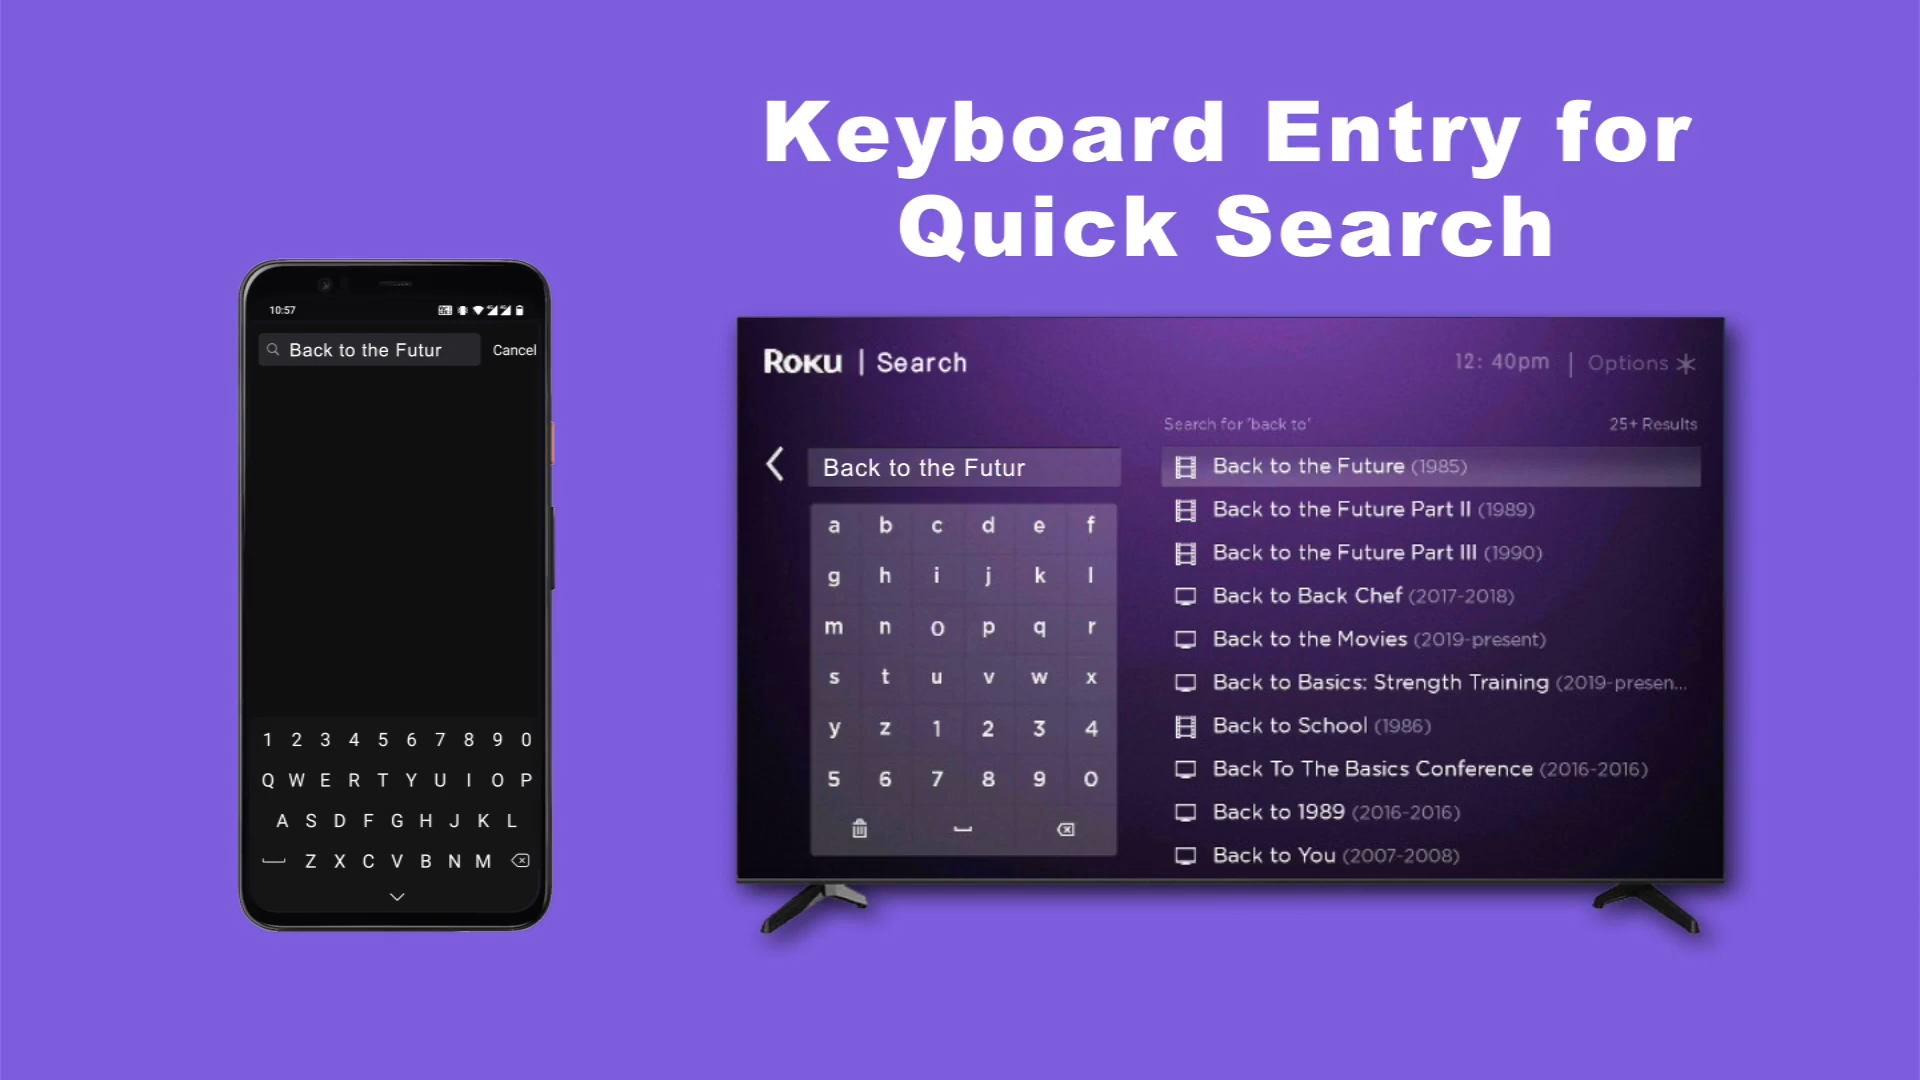 Keyboard Entry for
Quick Search
10:57
Back to the Futur
Cancel
1 2 3 4 5 6 7 8 9 0
Q W E R T Y U I O P
A S D F G H J K L
Z X C V B N M
ROKU | Search
12: 40pm | Options
Back to the Futur
a b c d e f
g h i j k l
m n o p q r
s t u v w x
y z 1 2 3 4
5 6 7 8 9 0
Search for 'back to'
25+ Results
Back to the Future (1985)
Back to the Future Part II (1989)
Back to the Future Part III (1990)
Back to Back Chef (2017-2018)
Back to the Movies (2019-present)
Back to Basics: Strength Training (2019-presen...
Back to School (1986)
Back To The Basics Conference (2016-2016)
Back to 1989 (2016-2016)
Back to You (2007-2008)